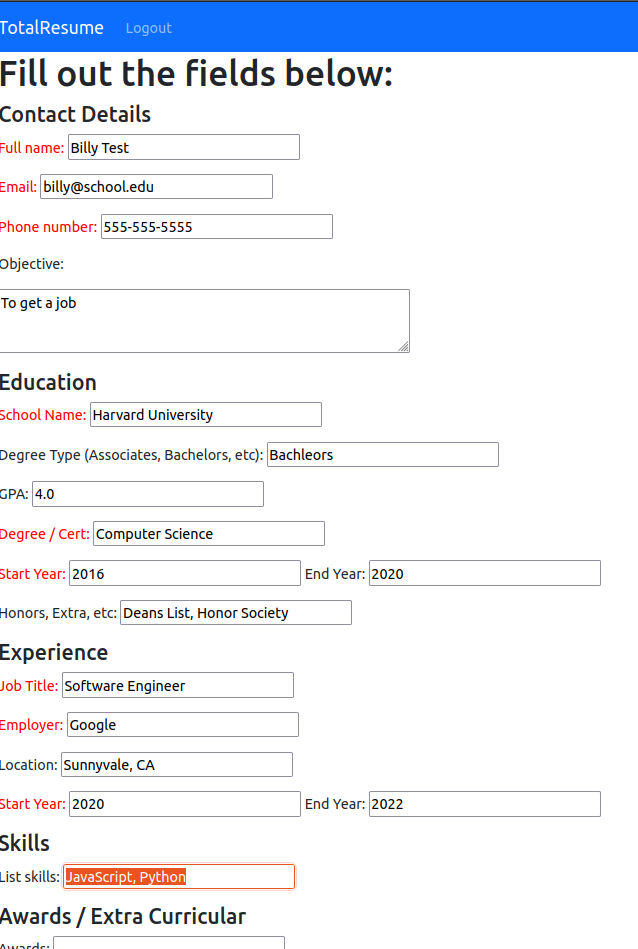 TotalResume Logout
Fill out the fields below:
Contact Details
Full name: Billy Test
Email: billy@school.edu
Phone number: 555-555-5555
Objective:
To get a job
Education
School Name: Harvard University
Degree Type (Associates, Bachelors, etc): Bachleors
GPA: 4.0
Degree / Cert: Computer Science
Start Year: 2016 End Year: 2020
Honors, Extra, etc: Deans List, Honor Society
Experience
Job Title: Software Engineer
Employer: Google
Location: Sunnyvale, CA
Start Year: 2020 End Year: 2022
Skills
List skills: JavaScript, Python
Awards / Extra Curricular
Awards: